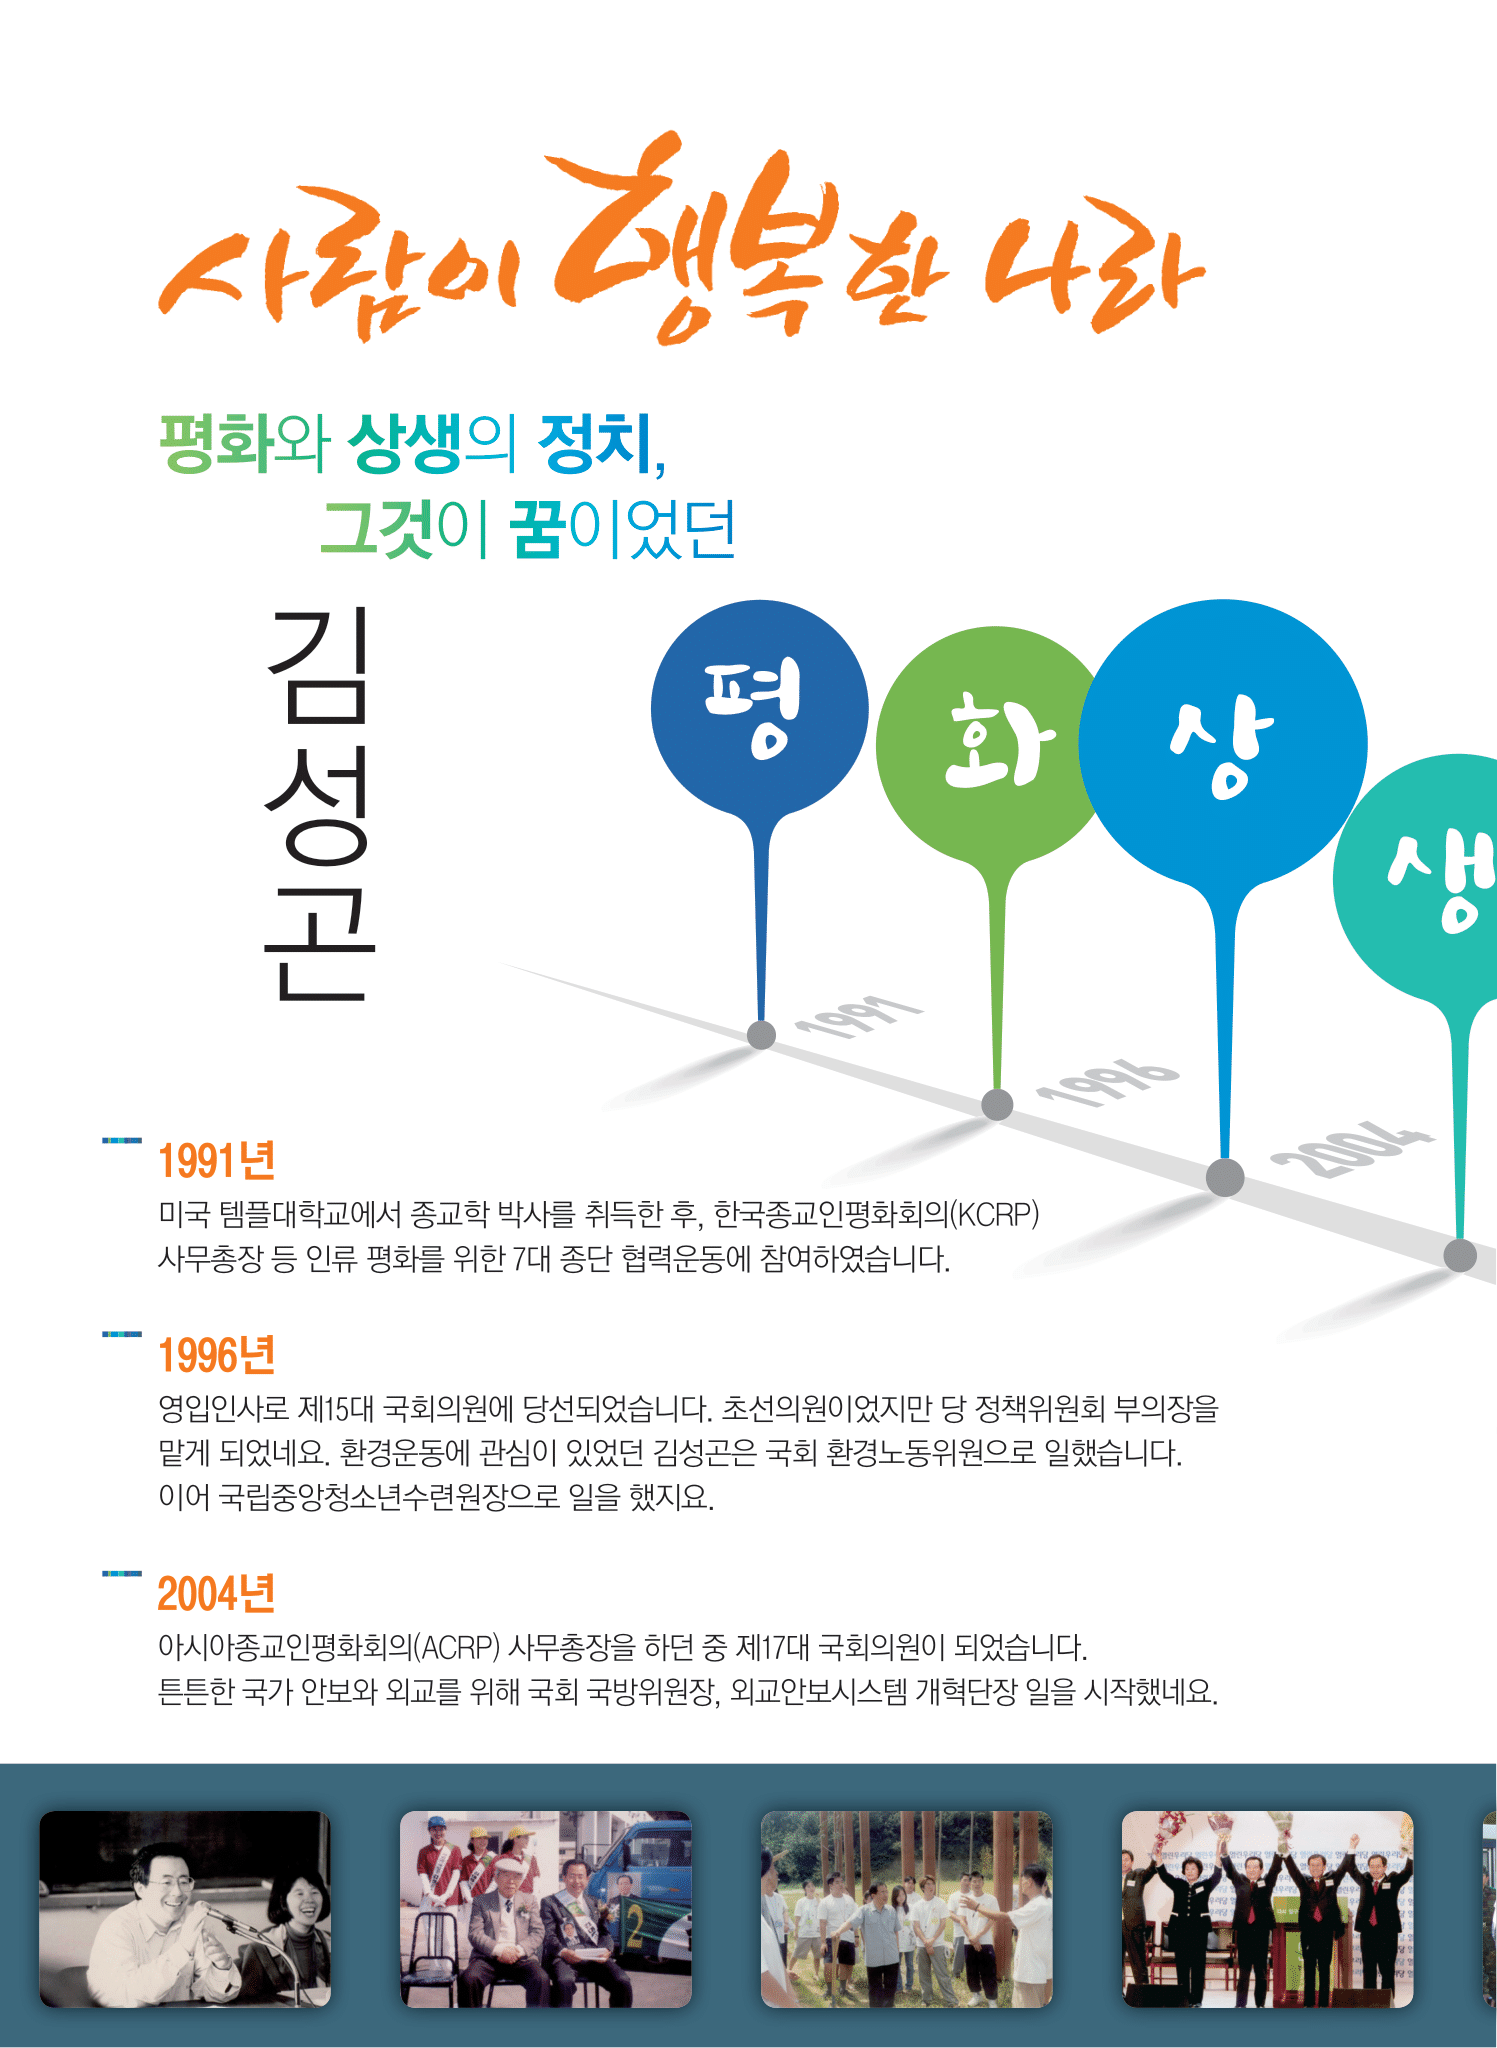 사람이 행복한 나라
평화와 상생의 정치,
그것이 꿈이었던
김성곤
평
화
상
생
1991
1996
2004
1991년
미국 템플대학교에서 종교학 박사를 취득한 후, 한국종교인평화회의(KCRP)
사무총장 등 인류 평화를 위한 7대 종단 협력운동에 참여하였습니다.
1996년
영입인사로 제15대 국회의원에 당선되었습니다. 초선의원이었지만 당 정책위원회 부의장을
맡게 되었네요. 환경운동에 관심이 있었던 김성곤은 국회 환경노동위원으로 일했습니다.
이어 국립중앙청소년수련원장으로 일을 했지요.
2004년
아시아종교인평화회의(ACRP) 사무총장을 하던 중 제17대 국회의원이 되었습니다.
튼튼한 국가 안보와 외교를 위해 국회 국방위원장, 외교안보시스템 개혁단장 일을 시작했네요.
2